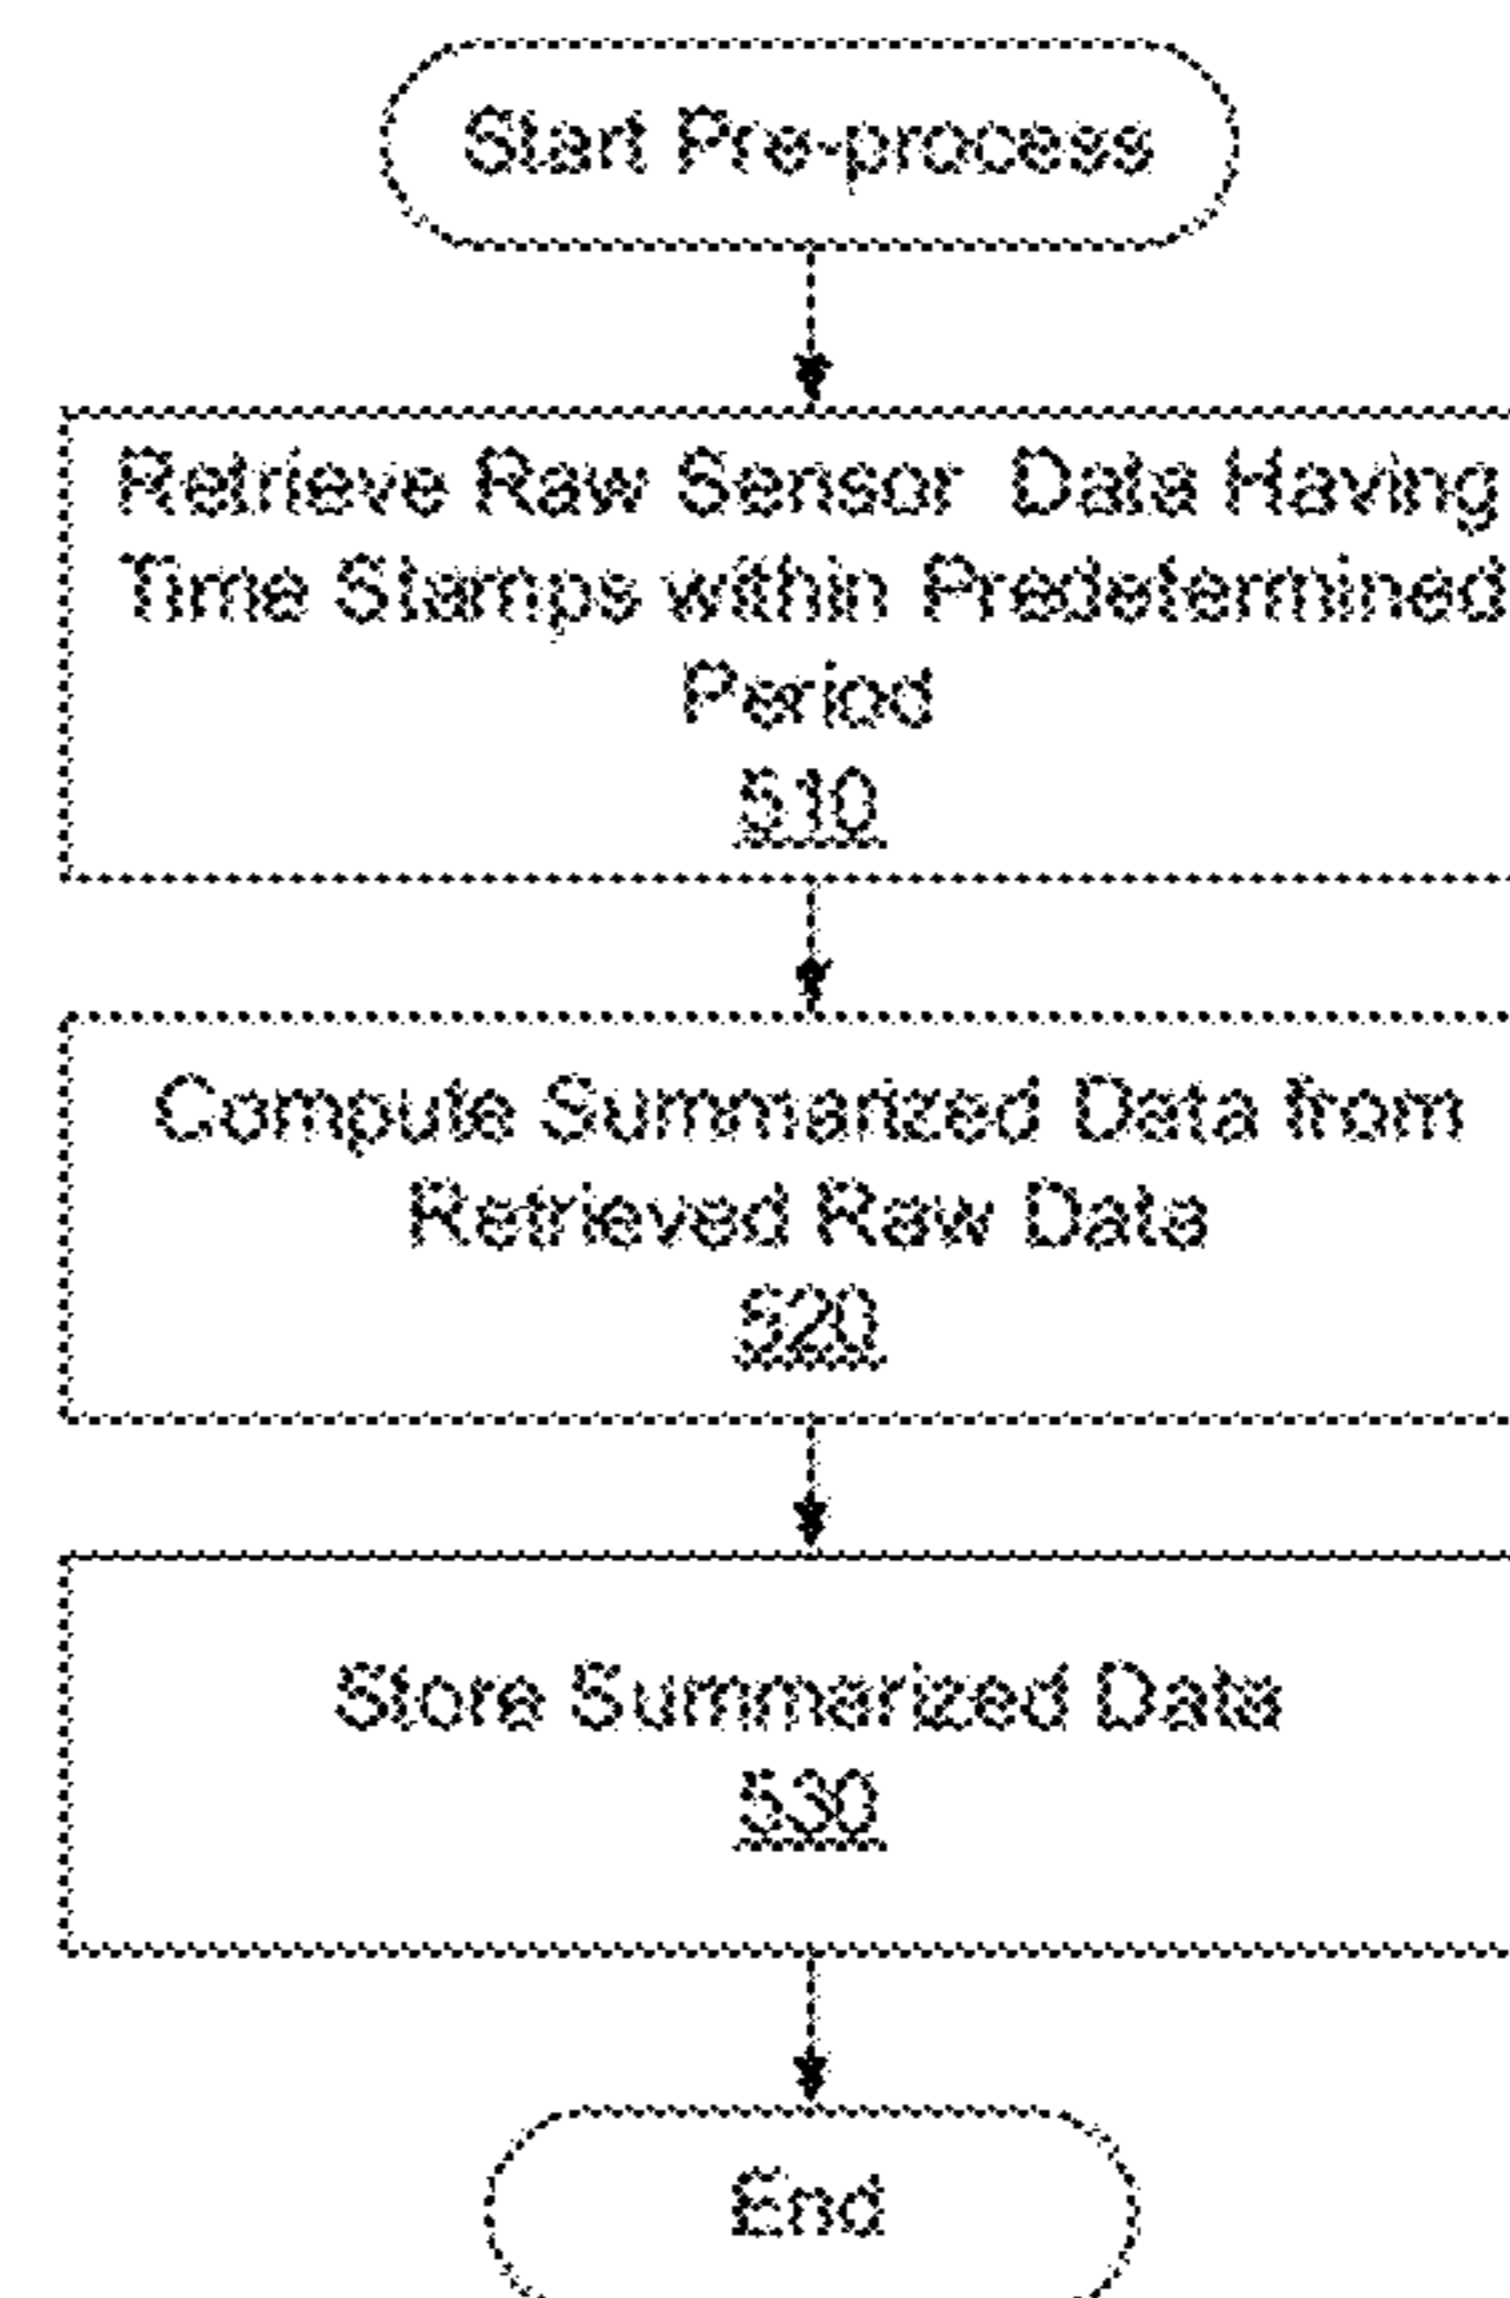 Start Pre-process
Retrieve Raw Sensor Data Having
Time Stamps within Predetermined
Period
510
Compute Summarized Data from
Retrieved Raw Data
520
Store Summarized Data
530
End